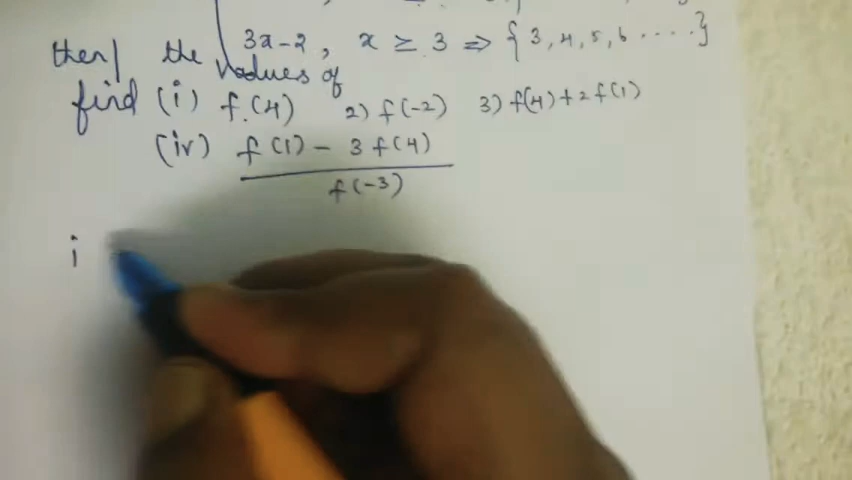 3x-2, x ≥ 3 => {3, 4, 5, 6 .....}
then/ the values of
find (i) f(4) 2) f(-2) 3) f(4) + 2 f(1)
(iv) f(1) - 3 f(4)
f(-3)
i